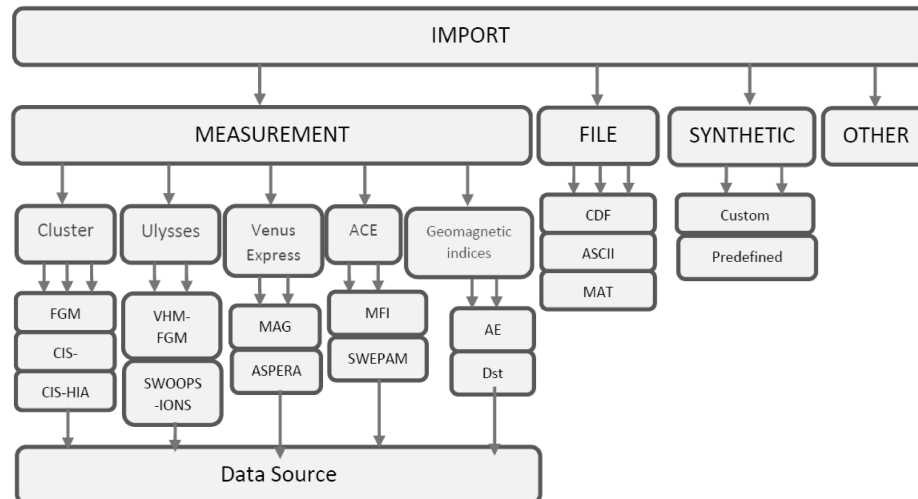 IMPORT
MEASUREMENT
FILE
SYNTHETIC
OTHER
Cluster
Ulysses
Venus
Express
ACE
Geomagnetic
indices
CDF
ASCII
MAT
Custom
Predefined
FGM
CIS-
CIS-HIA
VHM-
FGM
SWOOPS
-IONS
MAG
ASPERA
MFI
SWEPAM
AE
Dst
Data Source